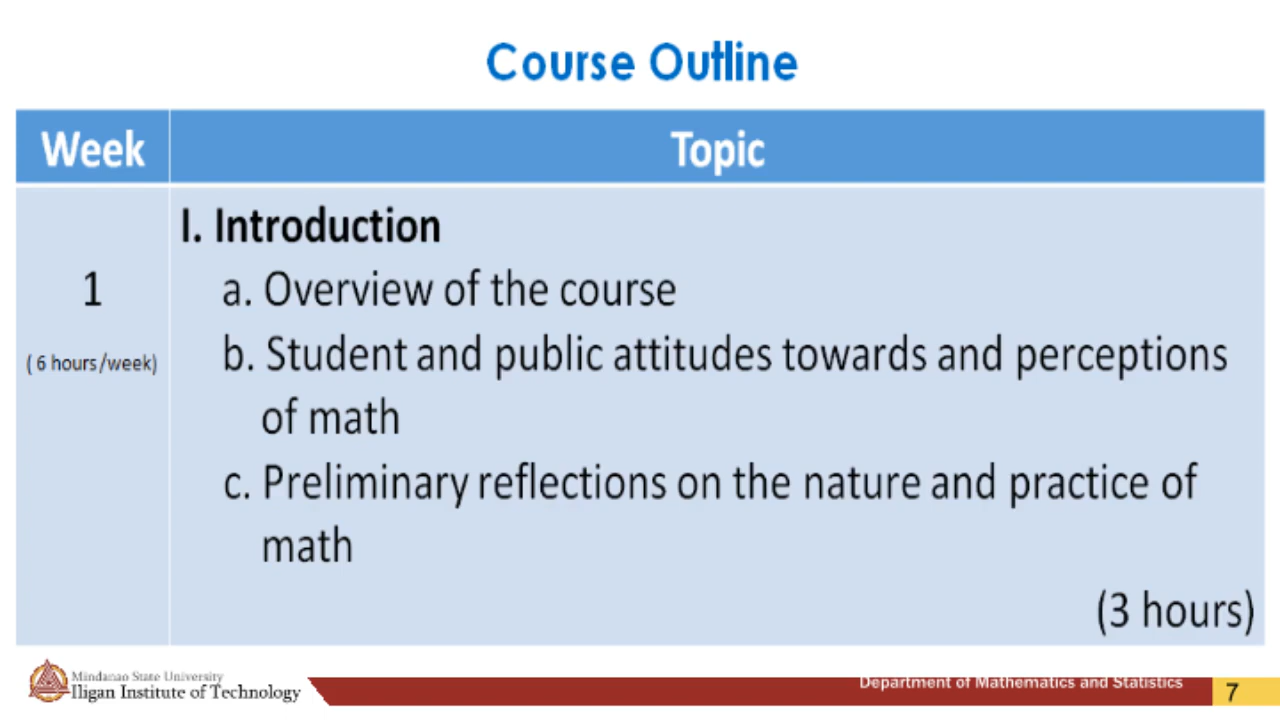 Course Outline
Week
Topic
1
( 6 hours/week)
I. Introduction
a. Overview of the course
b. Student and public attitudes towards and perceptions
of math
c. Preliminary reflections on the nature and practice of
math
(3 hours)
Mindanao State University
Iligan Institute of Technology
Department of Mathematics and Statistics
7